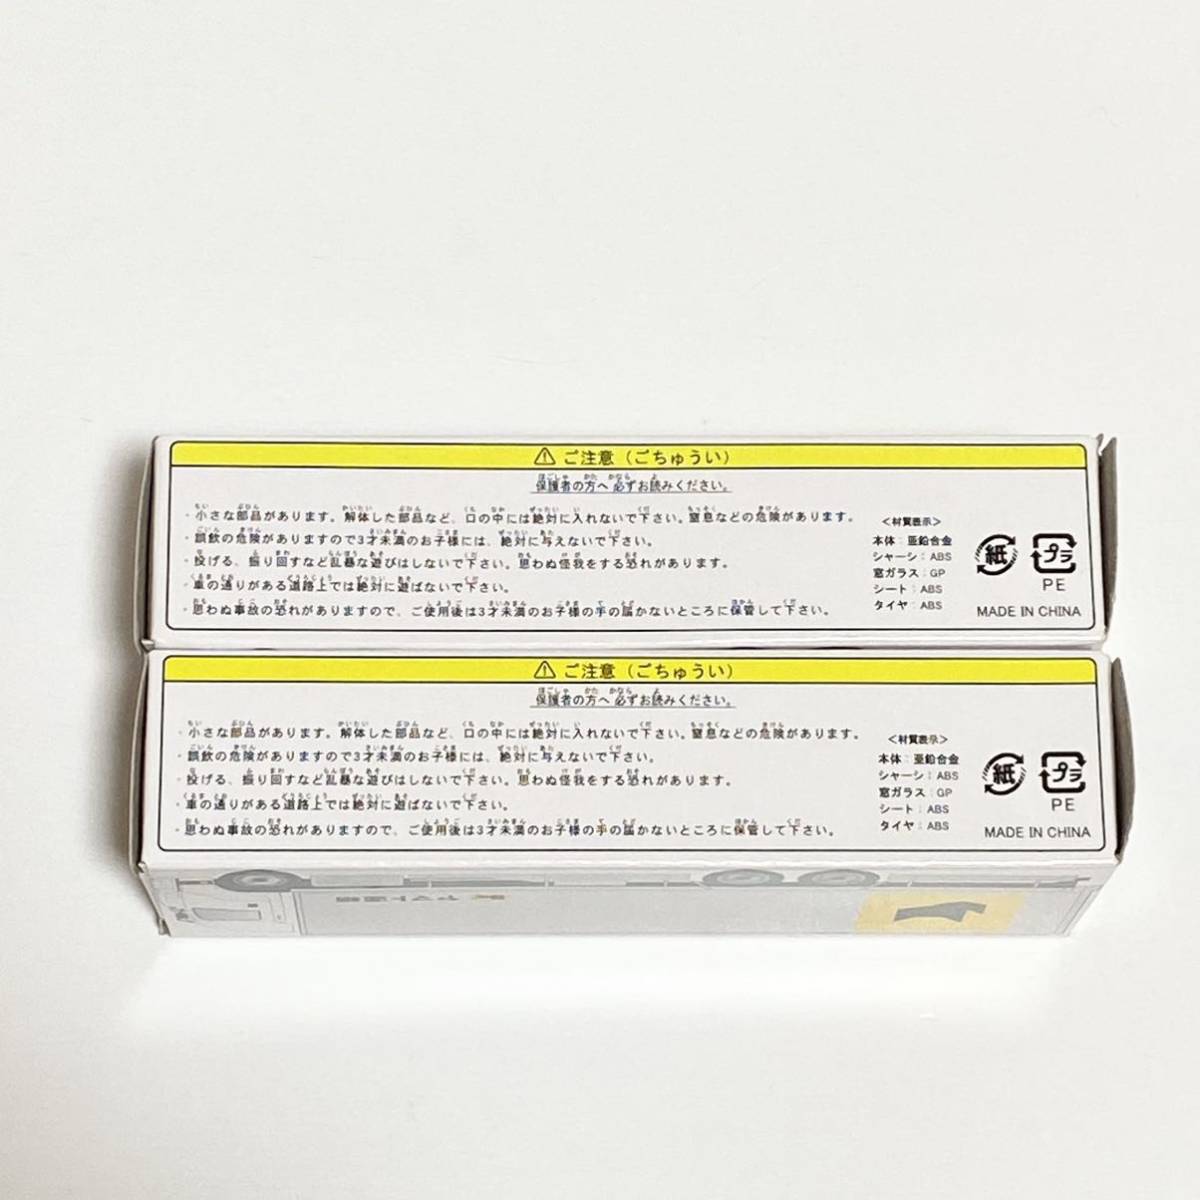 ⚠ ご注意（ごちゅうい）
保護者の方へ 必ずお読みください。
・小さな部品があります。解体した部品など、口の中には絶対に入れないで下さい。窒息などの危険があります。
・誤飲の危険がありますので3才未満のお子様には、絶対に与えないで下さい。
・投げる、振り回すなど乱暴な遊びはしないで下さい。思わぬ怪我をする恐れがあります。
・車の通りがある道路上では絶対に遊ばないで下さい。
・思わぬ事故の恐れがありますので、ご使用後は3才未満のお子様の手の届かないところに保管して下さい。
＜材質表示＞
本体：亜鉛合金
シャーシ：ABS
窓ガラス：GP
シート：ABS
タイヤ：ABS
紙
プラ
PE
MADE IN CHINA
⚠ ご注意（ごちゅうい）
保護者の方へ 必ずお読みください。
・小さな部品があります。解体した部品など、口の中には絶対に入れないで下さい。窒息などの危険があります。
・誤飲の危険がありますので3才未満のお子様には、絶対に与えないで下さい。
・投げる、振り回すなど乱暴な遊びはしないで下さい。思わぬ怪我をする恐れがあります。
・車の通りがある道路上では絶対に遊ばないで下さい。
・思わぬ事故の恐れがありますので、ご使用後は3才未満のお子様の手の届かないところに保管して下さい。
＜材質表示＞
本体：亜鉛合金
シャーシ：ABS
窓ガラス：GP
シート：ABS
タイヤ：ABS
紙
プラ
PE
MADE IN CHINA
ヤマト運輸